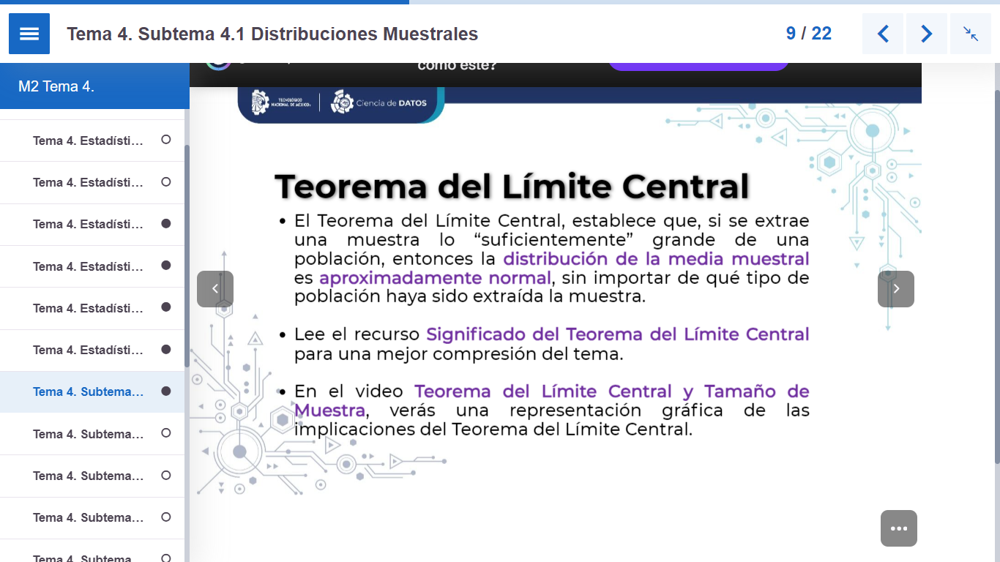 Tema 4. Subtema 4.1 Distribuciones Muestrales
9 / 22
M2 Tema 4.
Tema 4. Estadísti...
Tema 4. Estadísti...
Tema 4. Estadísti...
Tema 4. Estadísti...
Tema 4. Estadísti...
Tema 4. Estadísti...
Tema 4. Subtema...
Tema 4. Subtema...
Tema 4. Subtema...
Tema 4. Subtema...
Tema 4. Subtema
como este?
TECNOLÓGICO
NACIONAL DE MÉXICO
Ciencia de DATOS
Teorema del Límite Central
• El Teorema del Límite Central, establece que, si se extrae
una muestra lo “suficientemente” grande de una
población, entonces la distribución de la media muestral
es aproximadamente normal, sin importar de qué tipo de
población haya sido extraída la muestra.
• Lee el recurso Significado del Teorema del Límite Central
para una mejor compresión del tema.
• En el video Teorema del Límite Central y Tamaño de
Muestra, verás una representación gráfica de las
implicaciones del Teorema del Límite Central.